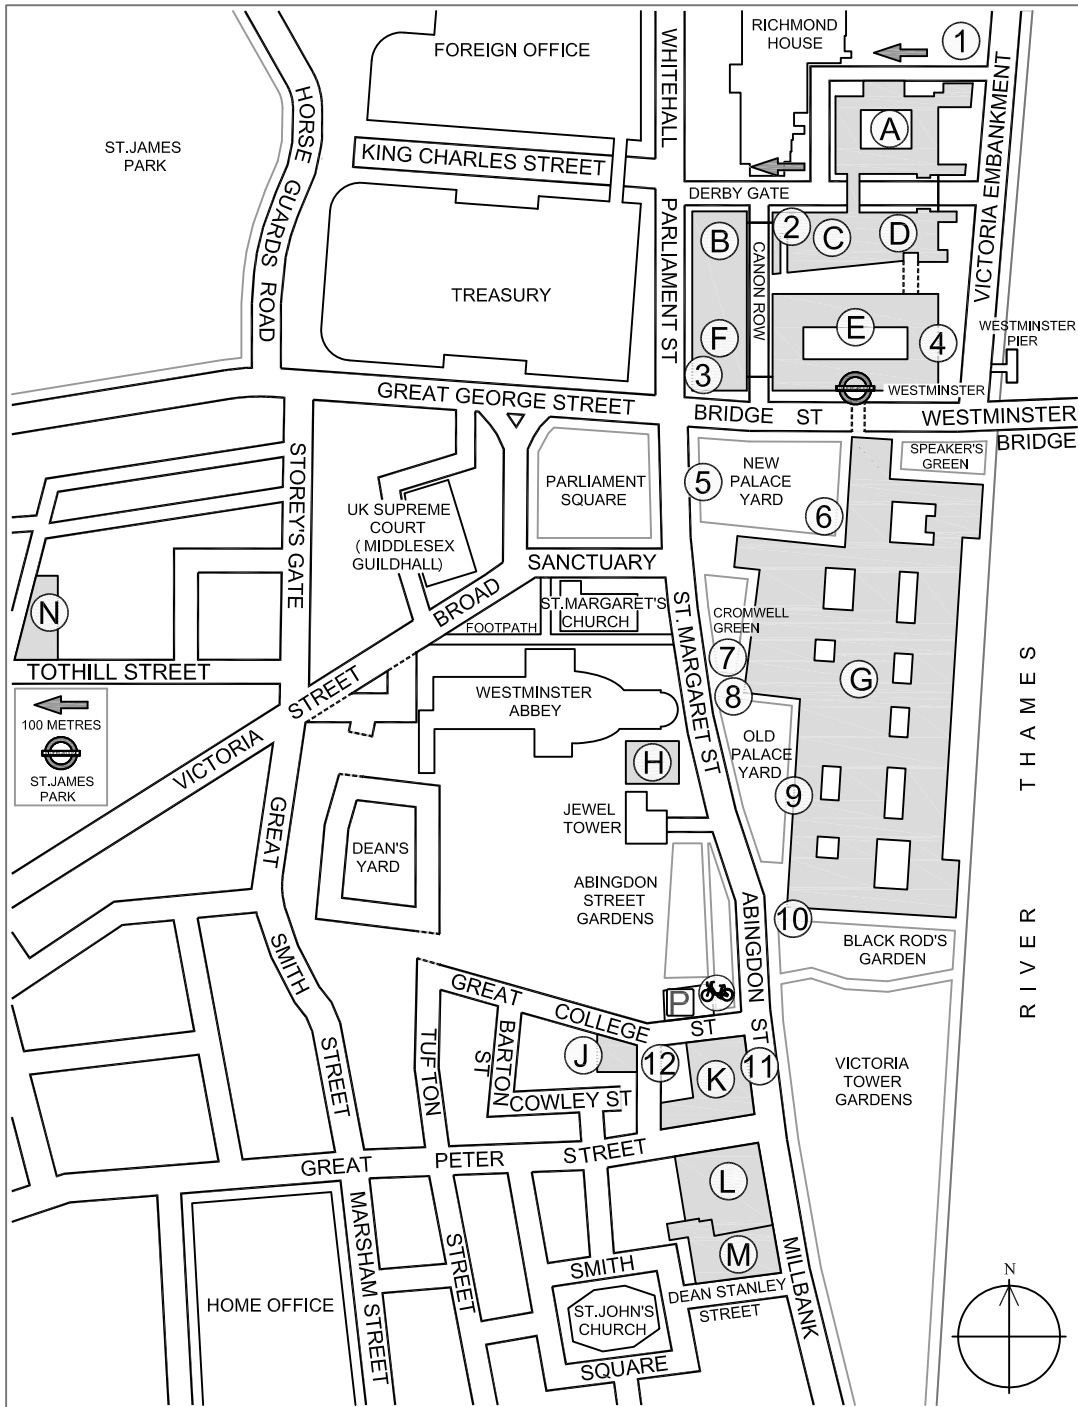 RICHMOND
HOUSE
1
FOREIGN OFFICE
WHITEHALL
HORSE GUARDS ROAD
ST.JAMES
PARK
KING CHARLES STREET
A
DERBY GATE
VICTORIA EMBANKMENT
PARLIAMENT ST
B
2
C
D
CANON ROW
TREASURY
F
E
4
WESTMINSTER
PIER
3
WESTMINSTER
GREAT GEORGE STREET
BRIDGE ST
WESTMINSTER
BRIDGE
SPEAKER'S
GREEN
STOREY'S GATE
PARLIAMENT
SQUARE
5
NEW
PALACE
YARD
6
UK SUPREME
COURT
( MIDDLESEX
GUILDHALL)
BROAD
SANCTUARY
N
ST.MARGARET'S
CHURCH
FOOTPATH
ST. MARGARET ST
CROMWELL
GREEN
7
TOTHILL STREET
100 METRES
ST.JAMES
PARK
VICTORIA
STREET
WESTMINSTER
ABBEY
8
G
OLD
PALACE
YARD
H
9
RIVER THAMES
JEWEL
TOWER
GREAT
SMITH
STREET
DEAN'S
YARD
ABINGDON
STREET
GARDENS
ABINGDON ST
10
BLACK ROD'S
GARDEN
P
GREAT
COLLEGE
ST
TUFTON
BARTON
ST
J
12
K
11
COWLEY ST
VICTORIA
TOWER
GARDENS
GREAT
PETER
STREET
MARSHAM STREET
STREET
L
M
MILLBANK
SMITH
DEAN STANLEY
STREET
HOME OFFICE
ST.JOHN'S
CHURCH
SQUARE
N